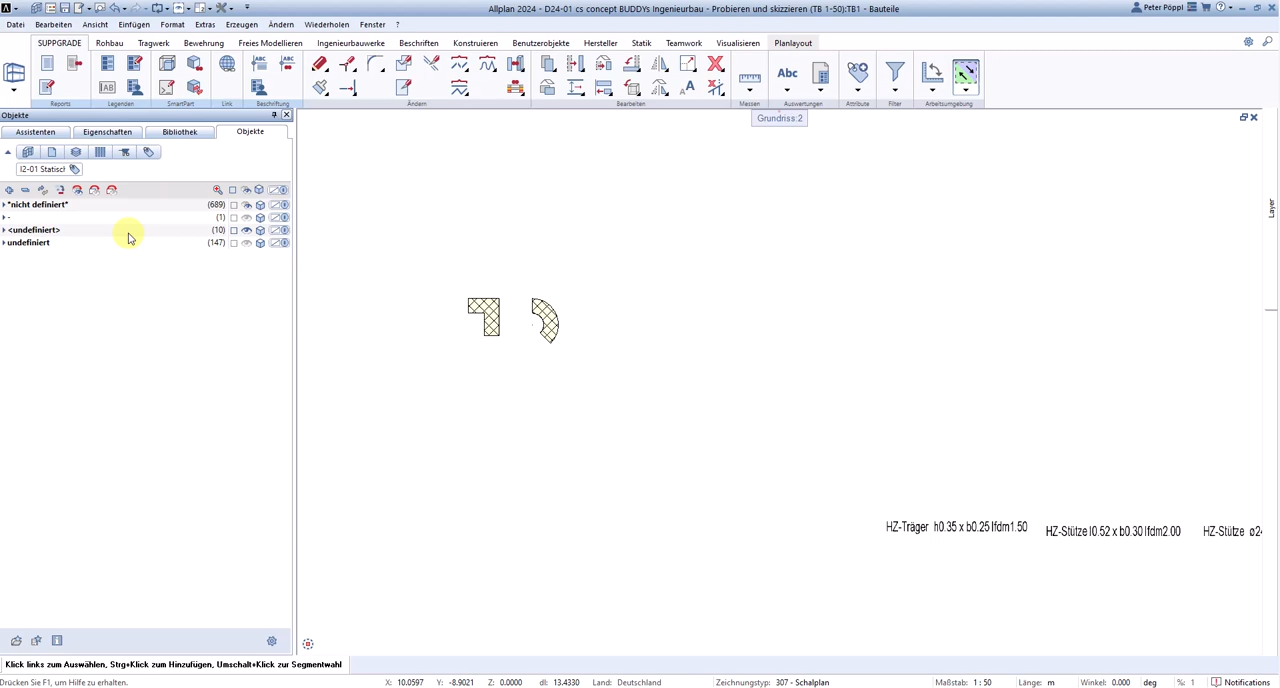 Allplan 2024 - D24-01 cs concept BUDDYs Ingenieurbau - Probieren und skizzieren (TB 1-50):TB1 - Bauteile
Peter Pöppl
Datei Bearbeiten Ansicht Einfügen Format Extras Erzeugen Ändern Wiederholen Fenster ?
SUPPGRADE Rohbau Tragwerk Bewehrung Freies Modellieren Ingenieurbauwerke Beschriften Konstruieren Benutzerobjekte Hersteller Statik Teamwork Visualisieren Planlayout
ABC ABC
AB
Abc
A
Reports Legenden SmartPart Link Beschriftung Ändern Bearbeiten Massen Auswertungen Attribute Filter Arbeitsumgebung
Objekte
Grundriss:2
Assistenten Eigenschaften Bibliothek Objekte
I2-01 Statisch
*nicht definiert* (689)
- (1)
<undefiniert> (10)
undefiniert (147)
Layer
HZ-Träger h0.35 x b0.25 lfdm1.50
HZ-Stütze l0.52 x b0.30 lfdm2.00
HZ-Stütze ø24
Klick links zum Auswählen, Strg+Klick zum Hinzufügen, Umschalt+Klick zur Segmentwahl
Drücken Sie F1, um Hilfe zu erhalten. X: 10.0597 Y: -8.9021 Z: 0.0000 dl: 13.4330 Land: Deutschland Zeichnungstyp: 307 - Schalplan Maßstab: 1 : 50 Länge: m Winkel: 0.000 deg %: 1 Notifications